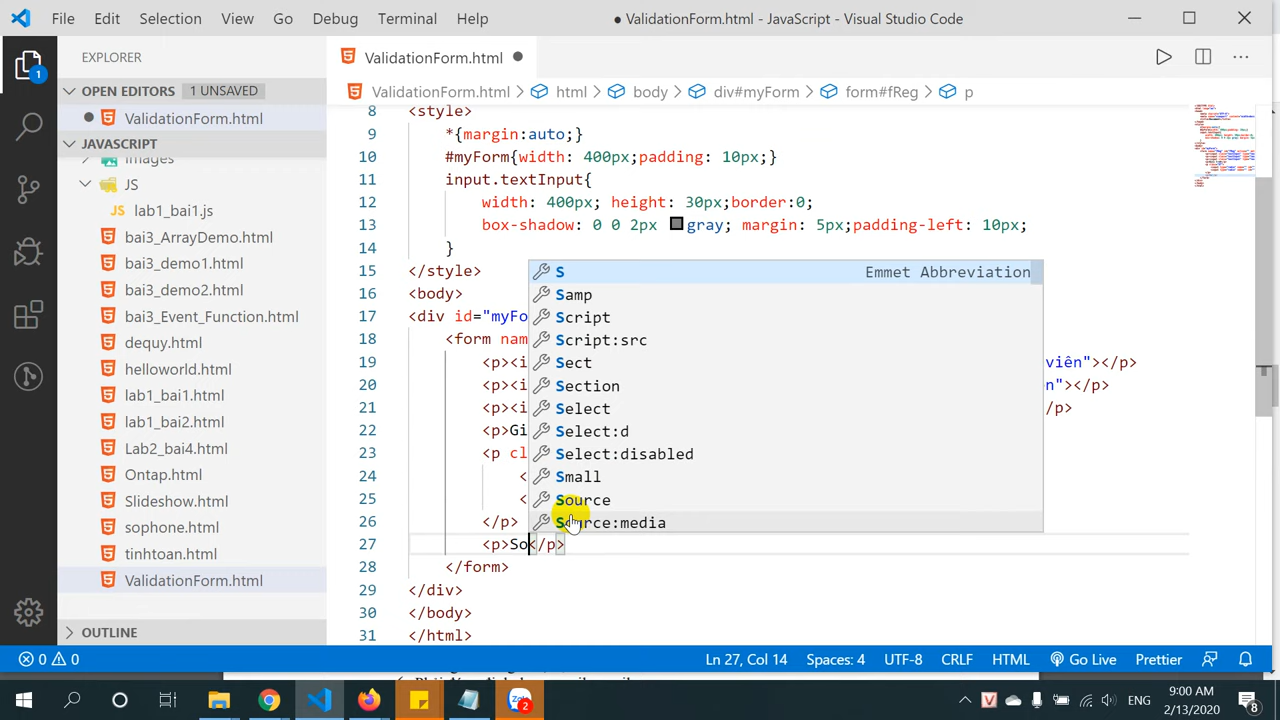 File Edit Selection View Go Debug Terminal Help
● ValidationForm.html - JavaScript - Visual Studio Code
EXPLORER
1
OPEN EDITORS 1 UNSAVED
ValidationForm.html
JAVASCRIPT
Images
JS
JS lab1_bai1.js
bai3_ArrayDemo.html
bai3_demo1.html
bai3_demo2.html
bai3_Event_Function.html
dequy.html
helloworld.html
lab1_bai1.html
lab1_bai2.html
Lab2_bai4.html
Ontap.html
Slideshow.html
sophone.html
tinhtoan.html
ValidationForm.html
OUTLINE
ValidationForm.html
ValidationForm.html > html > body > div#myForm > form#fReg > p
8 <style>
9 *{margin:auto;}
10 #myForm{width: 400px;padding: 10px;}
11 input.textInput{
12 width: 400px; height: 30px;border:0;
13 box-shadow: 0 0 2px gray; margin: 5px;padding-left: 10px;
14 }
15 </style>
16 <body>
17 <div id="myFo
18 <form nam
19 <p><i viên"></p>
20 <p><i n"></p>
21 <p><i </p>
22 <p>Gi
23 <p cl
24 <
25 <
26 </p>
27 <p>So</p>
28 </form>
29 </div>
30 </body>
31 </html>
S Emmet Abbreviation
Samp
Script
Script:src
Sect
Section
Select
Select:d
Select:disabled
Small
Source
Source:media
0 0 Ln 27, Col 14 Spaces: 4 UTF-8 CRLF HTML Go Live Prettier
Zalo 2
V ENG 9:00 AM
2/13/2020 8